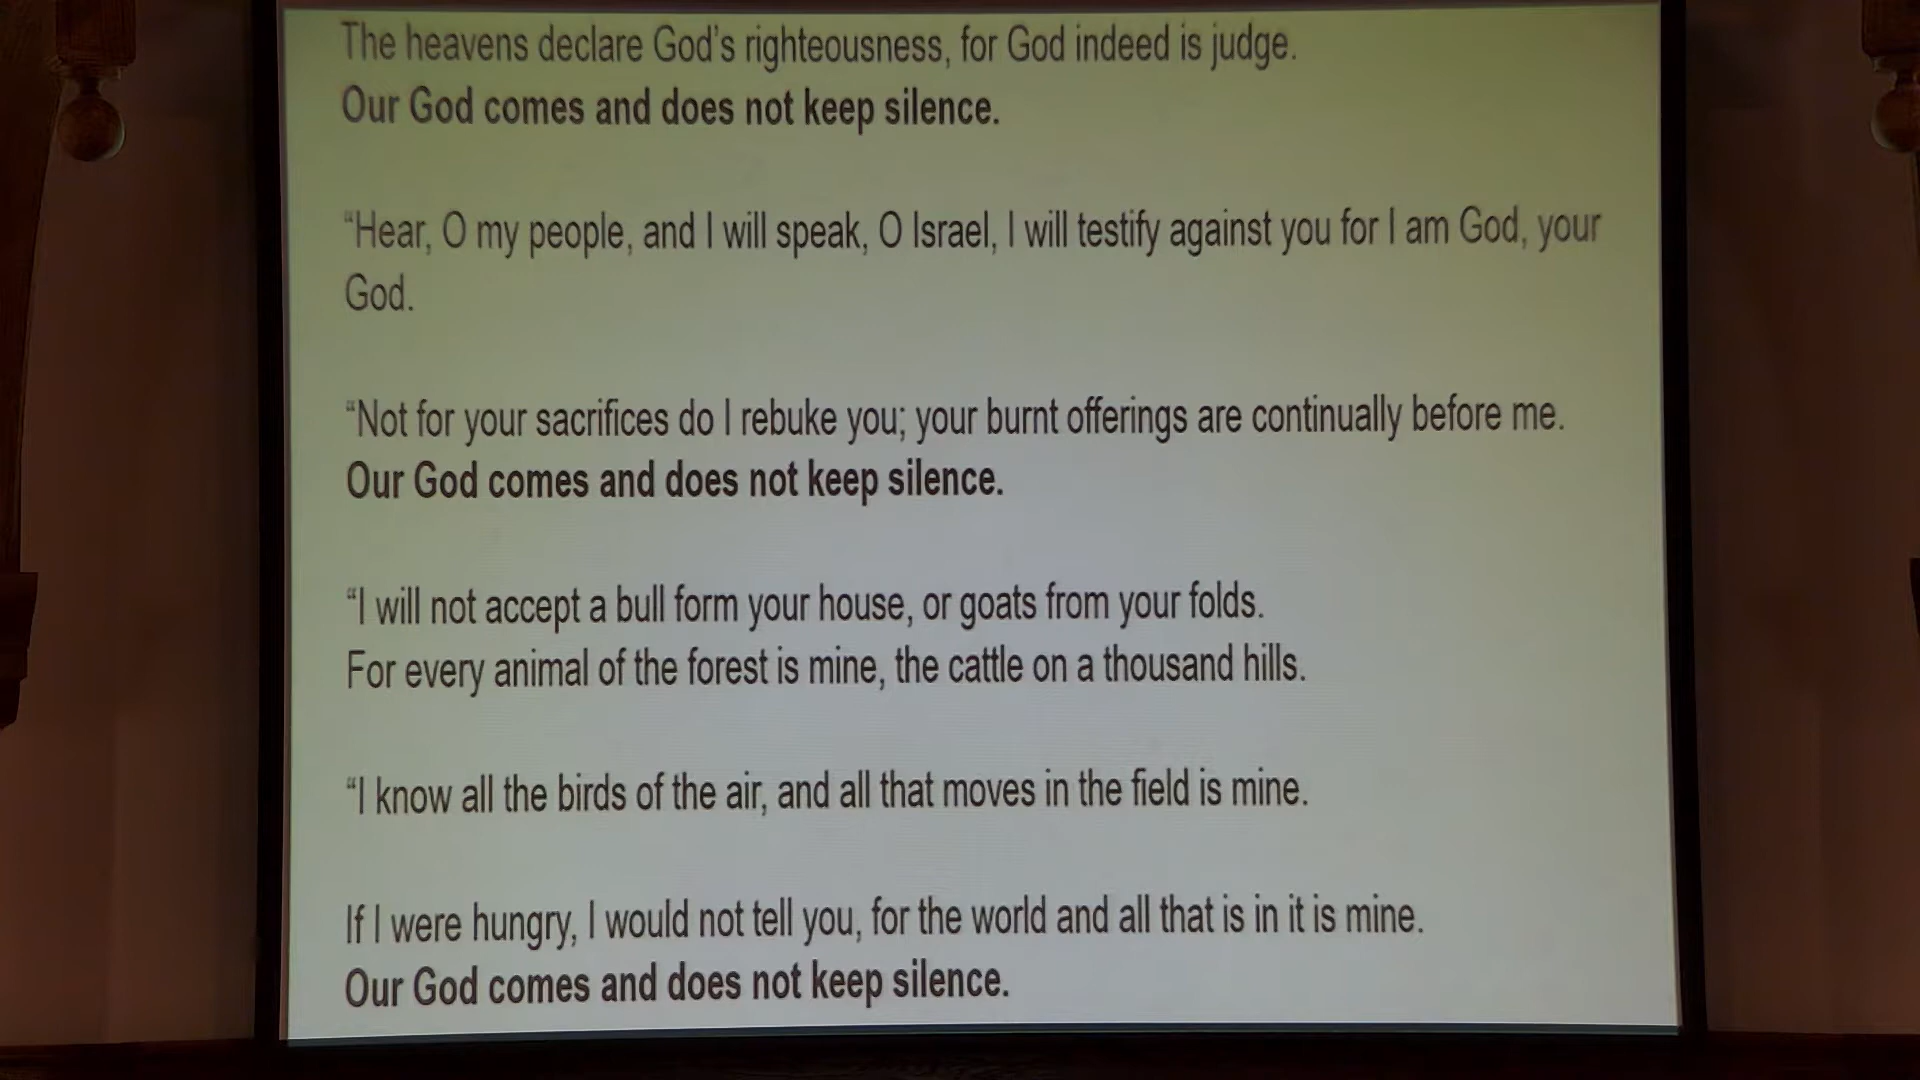 The heavens declare God's righteousness, for God indeed is judge.
Our God comes and does not keep silence.
“Hear, O my people, and I will speak, O Israel, I will testify against you for I am God, your
God.
“Not for your sacrifices do I rebuke you; your burnt offerings are continually before me.
Our God comes and does not keep silence.
“I will not accept a bull form your house, or goats from your folds.
For every animal of the forest is mine, the cattle on a thousand hills.
“I know all the birds of the air, and all that moves in the field is mine.
If I were hungry, I would not tell you, for the world and all that is in it is mine.
Our God comes and does not keep silence.